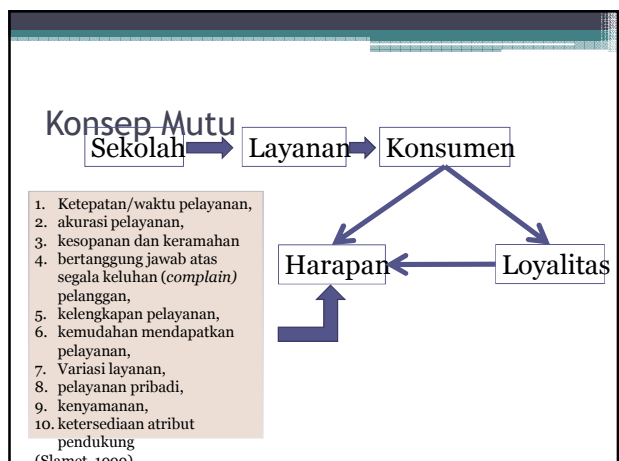 Konsep Mutu
Sekolah
Layanan
Konsumen
1. Ketepatan/waktu pelayanan,
2. akurasi pelayanan,
3. kesopanan dan keramahan
4. bertanggung jawab atas
segala keluhan (complain)
pelanggan,
5. kelengkapan pelayanan,
6. kemudahan mendapatkan
pelayanan,
7. Variasi layanan,
8. pelayanan pribadi,
9. kenyamanan,
10. ketersediaan atribut
pendukung
Harapan
Loyalitas